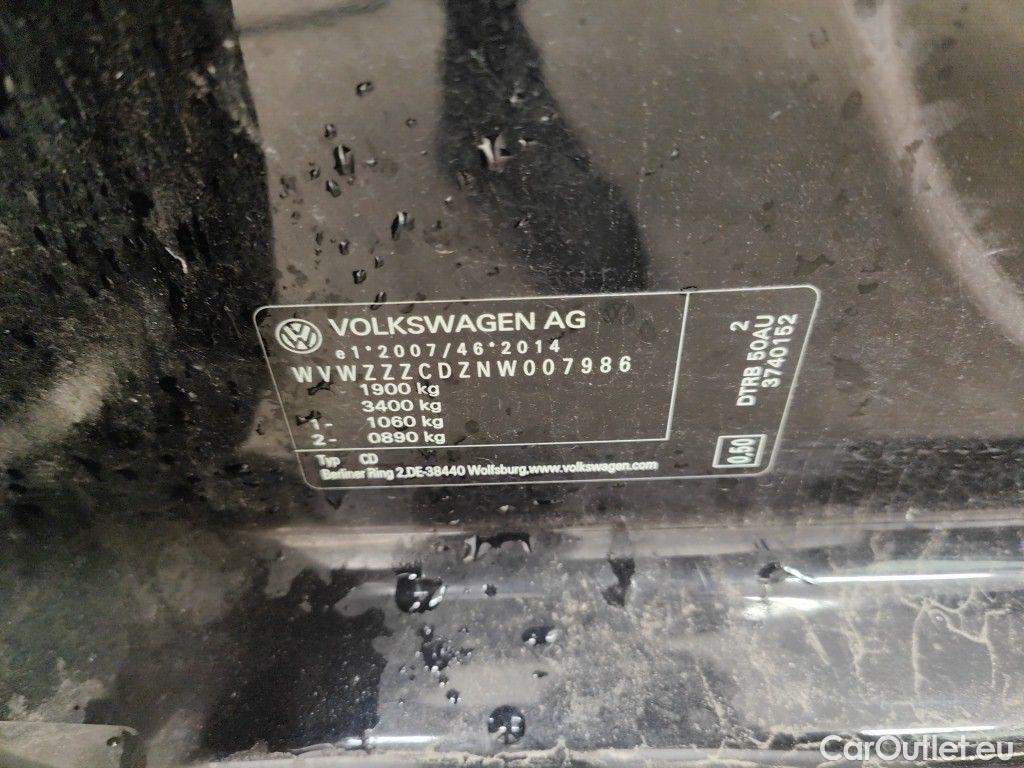 VOLKSWAGEN AG
e1*2007/46*2014
WVWZZZCDZNW007986
1900 kg
3400 kg
1- 1060 kg
2- 0890 kg
Typ CD
Berliner Ring 2,DE-38440 Wolfsburg,www.volkswagen.com
2
DTRB 50AU
3740152
0,50
CarOutlet.eu